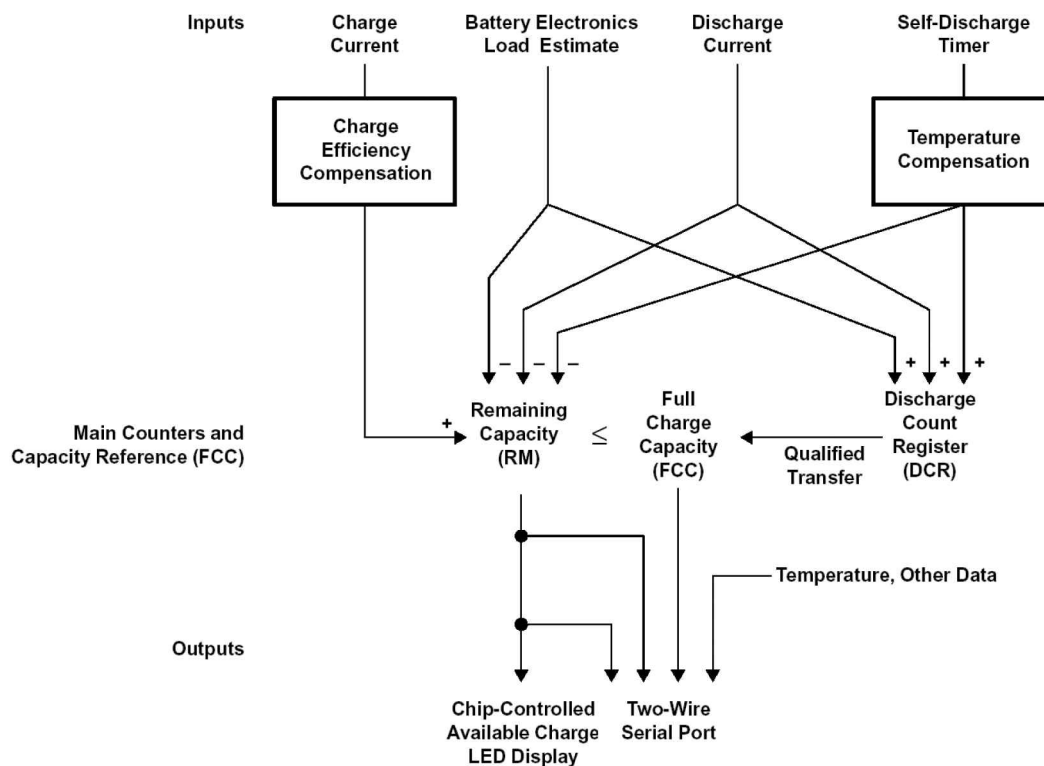 Inputs
Charge
Current
Battery Electronics
Load Estimate
Discharge
Current
Self-Discharge
Timer
Charge
Efficiency
Compensation
Temperature
Compensation
– – –
+ + +
Main Counters and
Capacity Reference (FCC)
+
Remaining
Capacity
(RM)
≤
Full
Charge
Capacity
(FCC)
Qualified
Transfer
Discharge
Count
Register
(DCR)
Temperature, Other Data
Outputs
Chip-Controlled
Available Charge
LED Display
Two-Wire
Serial Port